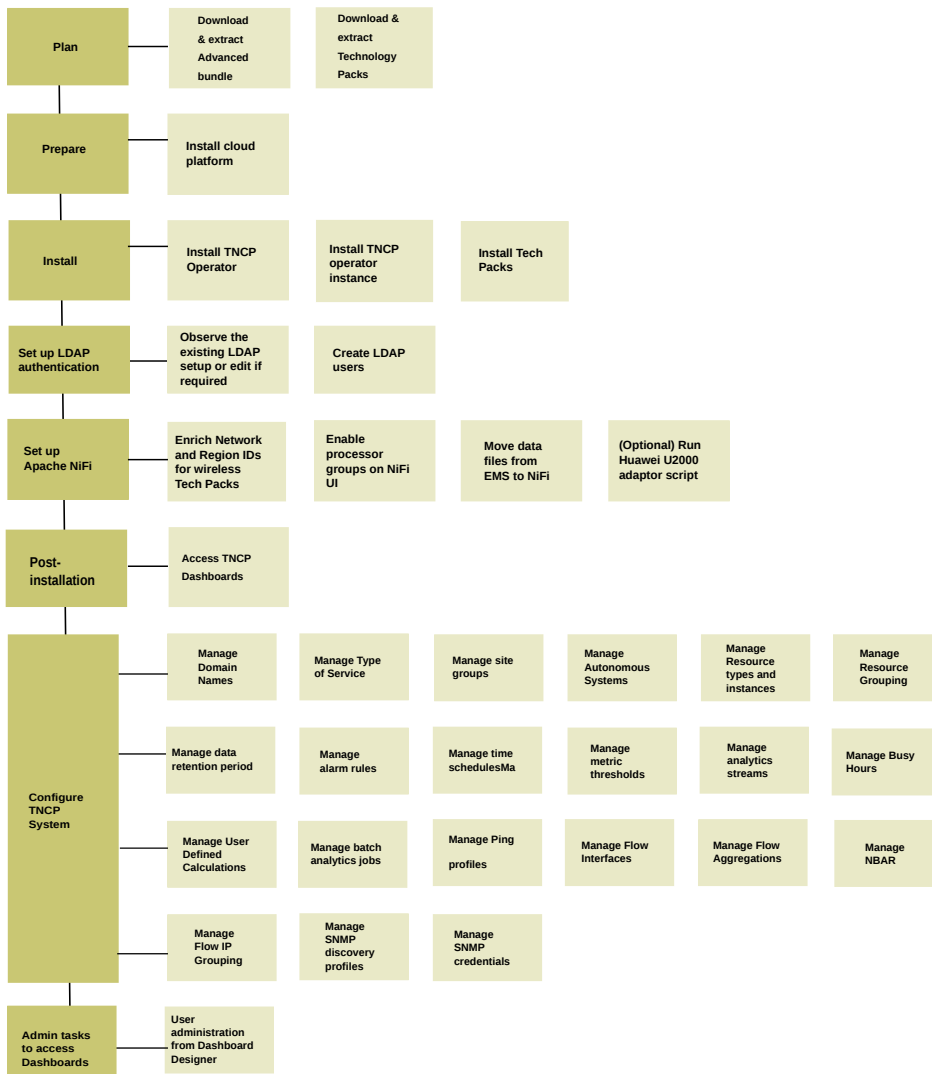 Plan
Download
& extract
Advanced
bundle
Download &
extract
Technology
Packs
Prepare
Install cloud
platform
Install
Install TNCP
Operator
Install TNCP
operator
instance
Install Tech
Packs
Set up LDAP
authentication
Observe the
existing LDAP
setup or edit if
required
Create LDAP
users
Set up
Apache NiFi
Enrich Network
and Region IDs
for wireless
Tech Packs
Enable
processor
groups on NiFi
UI
Move data
files from
EMS to NiFi
(Optional) Run
Huawei U2000
adaptor script
Post-
installation
Access TNCP
Dashboards
Configure
TNCP
System
Manage
Domain
Names
Manage Type
of Service
Manage site
groups
Manage
Autonomous
Systems
Manage
Resource
types and
instances
Manage
Resource
Grouping
Manage data
retention period
Manage
alarm rules
Manage time
schedulesMa
Manage
metric
thresholds
Manage
analytics
streams
Manage Busy
Hours
Manage User
Defined
Calculations
Manage batch
analytics jobs
Manage Ping
profiles
Manage Flow
Interfaces
Manage Flow
Aggregations
Manage
NBAR
Manage
Flow IP
Grouping
Manage
SNMP
discovery
profiles
Manage
SNMP
credentials
Admin tasks
to access
Dashboards
User
administration
from Dashboard
Designer